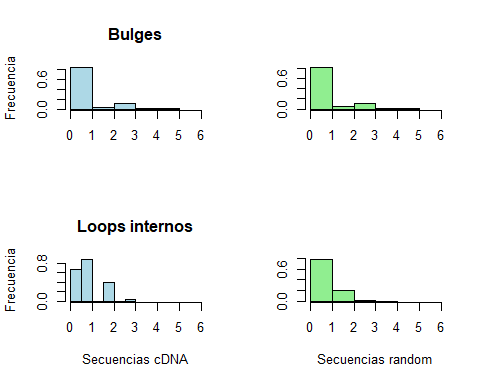 Bulges
Frecuencia
0.0 0.6
0 1 2 3 4 5 6
0.0 0.6
0 1 2 3 4 5 6
Loops internos
Frecuencia
0.0 0.8
0 1 2 3 4 5 6
Secuencias cDNA
0.0 0.6
0 1 2 3 4 5 6
Secuencias random